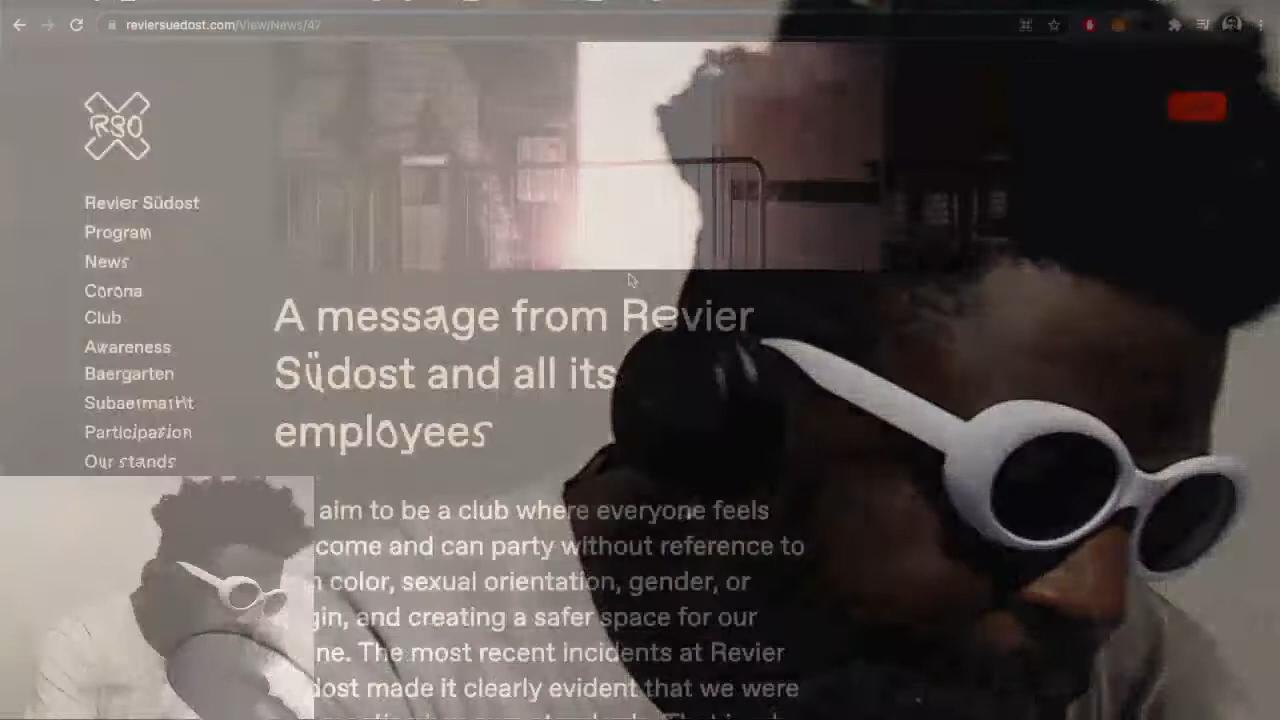 reviersuedost.com/View/News/47
RSO
Revier Südost
Program
News
Corona
Club
Awareness
Baergarten
Participation
Our stands
A message from Revier
Südost and all its
employees
aim to be a club where everyone feels
come and can party without reference to
color, sexual orientation, gender, or
gin, and creating a safer space for our
ne. The most recent incidents at Revier
dost made it clearly evident that we were